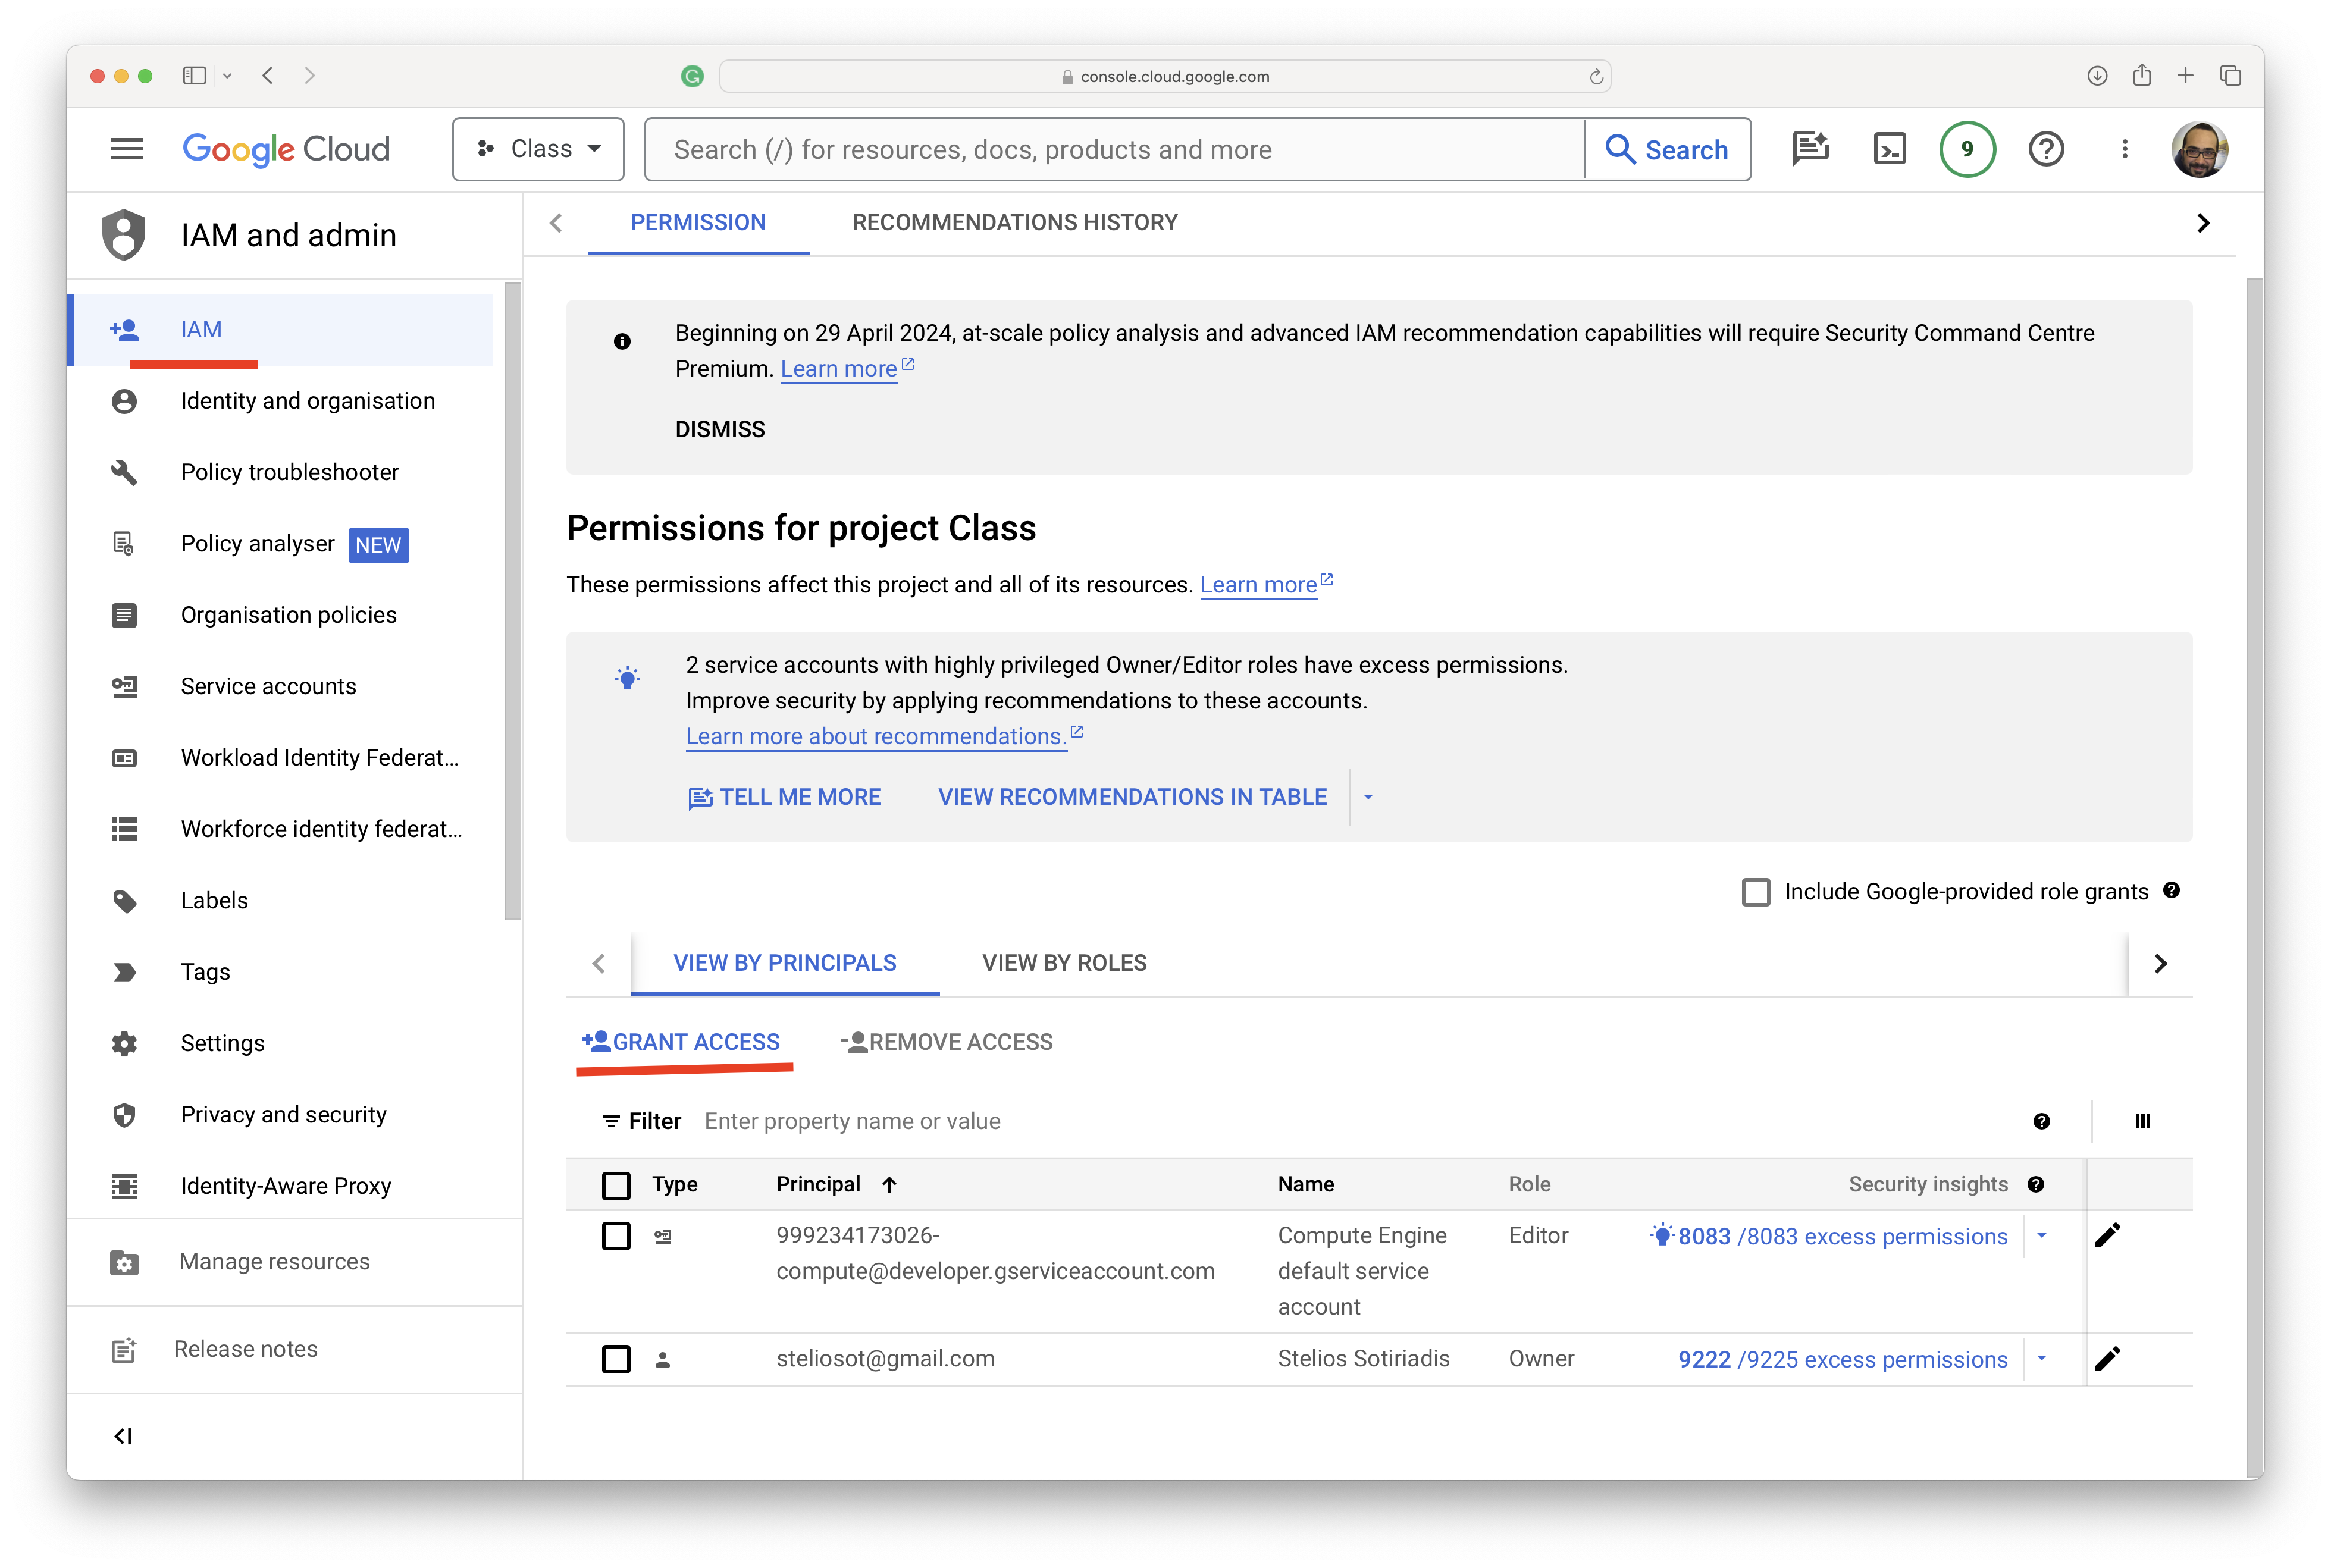 console.cloud.google.com
Google Cloud
Class
Search (/) for resources, docs, products and more
Search
9
IAM and admin
IAM
Identity and organisation
Policy troubleshooter
Policy analyser NEW
Organisation policies
Service accounts
Workload Identity Federat...
Workforce identity federat...
Labels
Tags
Settings
Privacy and security
Identity-Aware Proxy
Manage resources
Release notes
PERMISSION
RECOMMENDATIONS HISTORY
Beginning on 29 April 2024, at-scale policy analysis and advanced IAM recommendation capabilities will require Security Command Centre
Premium. Learn more
DISMISS
Permissions for project Class
These permissions affect this project and all of its resources. Learn more
2 service accounts with highly privileged Owner/Editor roles have excess permissions.
Improve security by applying recommendations to these accounts.
Learn more about recommendations.
TELL ME MORE
VIEW RECOMMENDATIONS IN TABLE
Include Google-provided role grants
VIEW BY PRINCIPALS
VIEW BY ROLES
GRANT ACCESS
REMOVE ACCESS
Filter Enter property name or value
Type Principal Name Role Security insights
999234173026-
compute@developer.gserviceaccount.com
Compute Engine
default service
account
Editor
8083 /8083 excess permissions
steliosot@gmail.com
Stelios Sotiriadis
Owner
9222 /9225 excess permissions